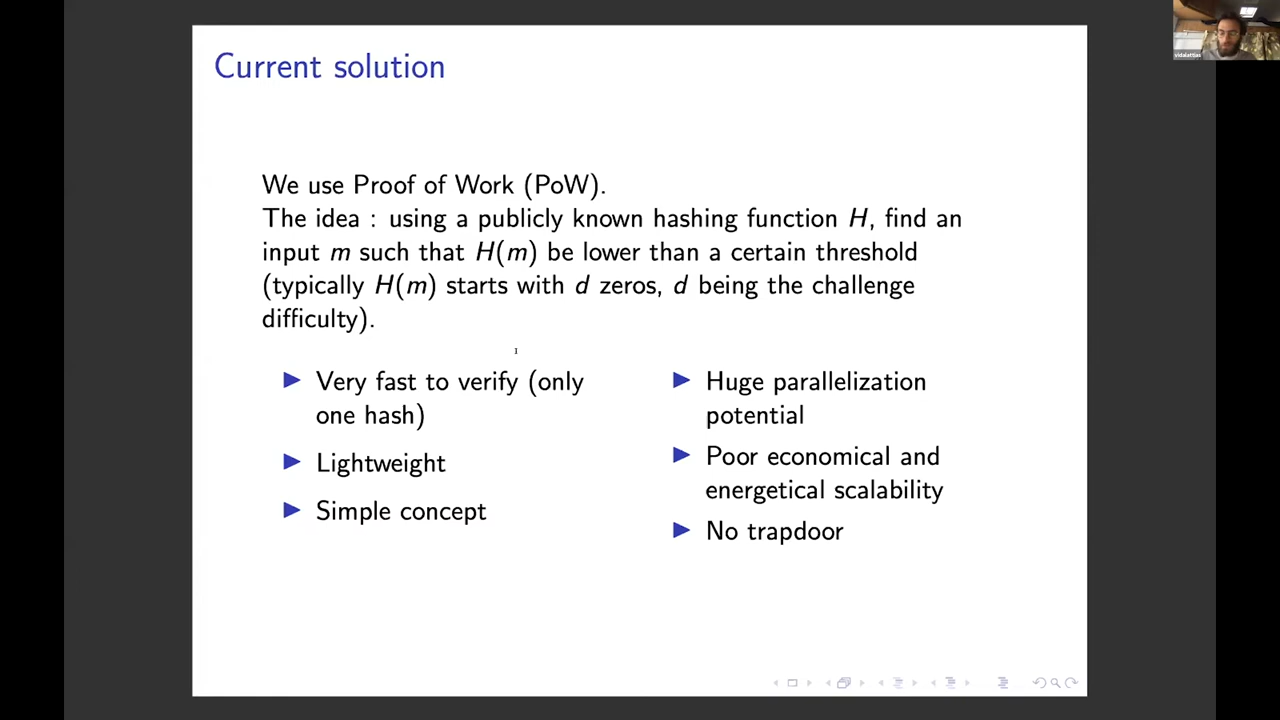 Current solution
We use Proof of Work (PoW).
The idea : using a publicly known hashing function H, find an
input m such that H(m) be lower than a certain threshold
(typically H(m) starts with d zeros, d being the challenge
difficulty).
Very fast to verify (only
one hash)
Lightweight
Simple concept
Huge parallelization
potential
Poor economical and
energetical scalability
No trapdoor
vidalattias